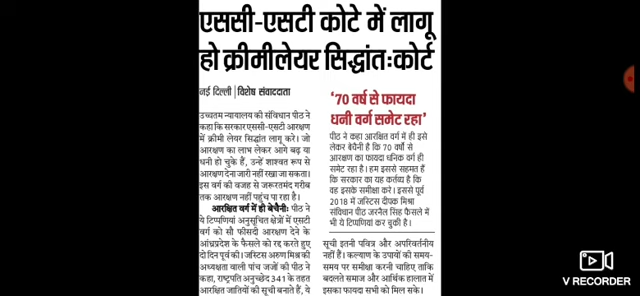 एससी-एसटी कोटे में लागू
हो क्रीमीलेयर सिद्धांतःकोर्ट
नई दिल्ली | विशेष संवाददाता
उच्चतम न्यायालय की संविधान पीठ ने
कहा कि सरकार एससी-एसटी आरक्षण
में क्रीमी लेयर सिद्धांत लागू करे। जो
आरक्षण का लाभ लेकर आगे बढ़ या
धनी हो चुके हैं, उन्हें शाश्वत रूप से
आरक्षण देना जारी नहीं रखा जा सकता।
इस वर्ग की वजह से जरूरतमंद गरीब
तक आरक्षण नहीं पहुंच पा रहा है।
आरक्षित वर्ग में ही बेचैनी: पीठ ने
ये टिप्पणियां अनुसूचित क्षेत्रों में एसटी
वर्ग को सौ फीसदी आरक्षण देने के
आंध्रप्रदेश के फैसले को रद्द करते हुए
दो दिन पूर्व की। जस्टिस अरुण मिश्र की
अध्यक्षता वाली पांच जजों की पीठ ने
कहा, राष्ट्रपति अनुच्छेद 341 के तहत
आरक्षित जातियों की सूची बनाते हैं, ये
‘70 वर्ष से फायदा
धनी वर्ग समेट रहा’
पीठ ने कहा आरक्षित वर्ग में ही इसे
लेकर बेचैनी है कि 70 वर्षों से
आरक्षण का फायदा धनिक वर्ग ही
समेट रहा है। हम इससे सहमत हैं
कि सरकार का यह कर्तव्य है कि
वह इसके समीक्षा करे। इससे पूर्व
2018 में जस्टिस दीपक मिश्रा
संविधान पीठ जरनैल सिंह फैसले में
भी ये टिप्पणियां कर चुकी है।
सूची इतनी पवित्र और अपरिवर्तनीय
नहीं हैं। कल्याण के उपायों की समय-
समय पर समीक्षा करनी चाहिए ताकि
बदलते समाज और आर्थिक हालात में
इसका फायदा सभी को मिल सके।
V RECORDER